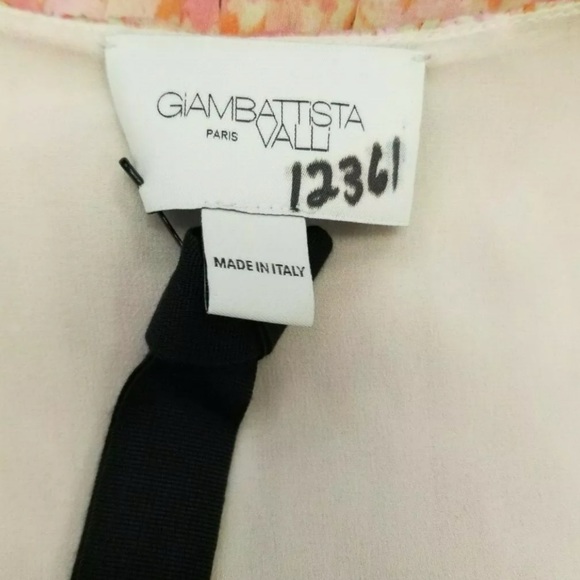 GiAMBATTiSTA
PARIS VALLi
12361
MADE IN ITALY